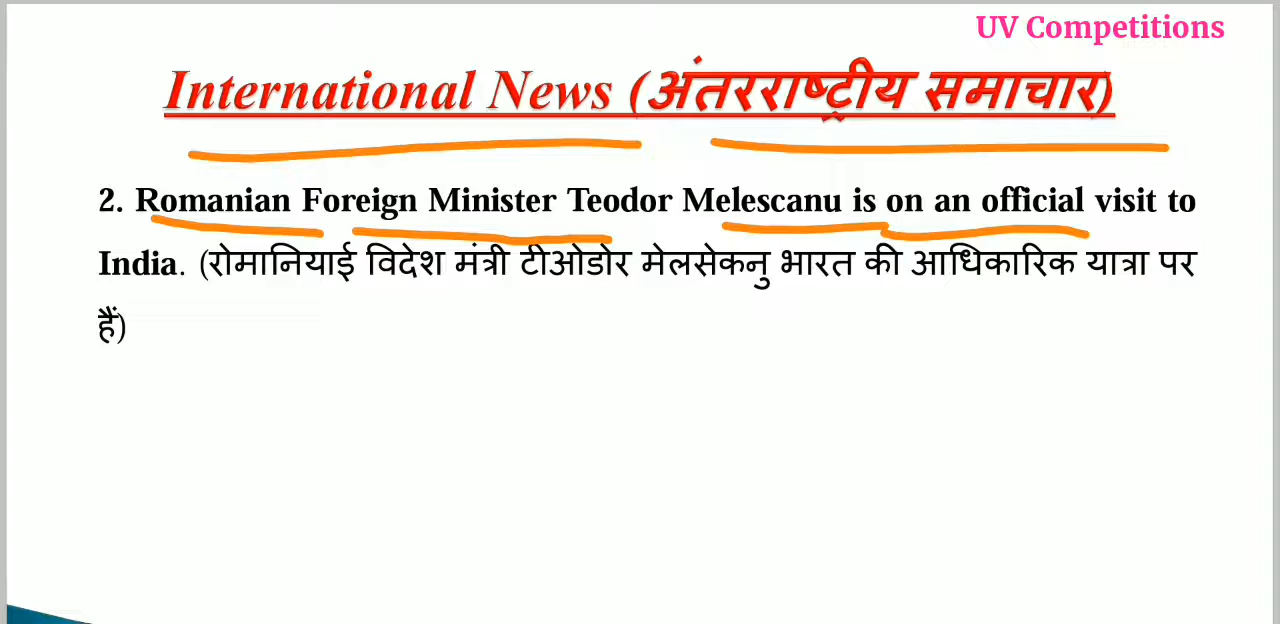 UV Competitions
International News (अंतरराष्ट्रीय समाचार)
2. Romanian Foreign Minister Teodor Melescanu is on an official visit to
India. (रोमानियाई विदेश मंत्री टीओडोर मेलसेकनु भारत की आधिकारिक यात्रा पर
हैं)